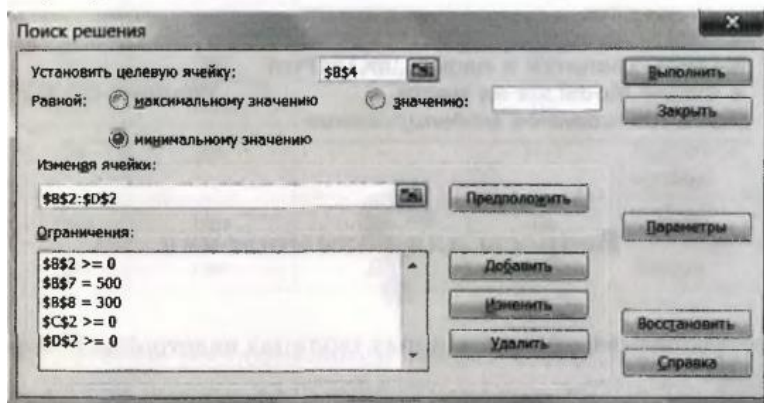 Поиск решения
Установить целевую ячейку: $B$4 Выполнить
Равной: максимальному значению значению: Закрыть
минимальному значению
Изменяя ячейки:
$B$2:$D$2 Предположить
Параметры
Ограничения:
$B$2 >= 0 Добавить
$B$7 = 500
$B$8 = 300 Изменить
$C$2 >= 0 Восстановить
$D$2 >= 0 Удалить
Справка